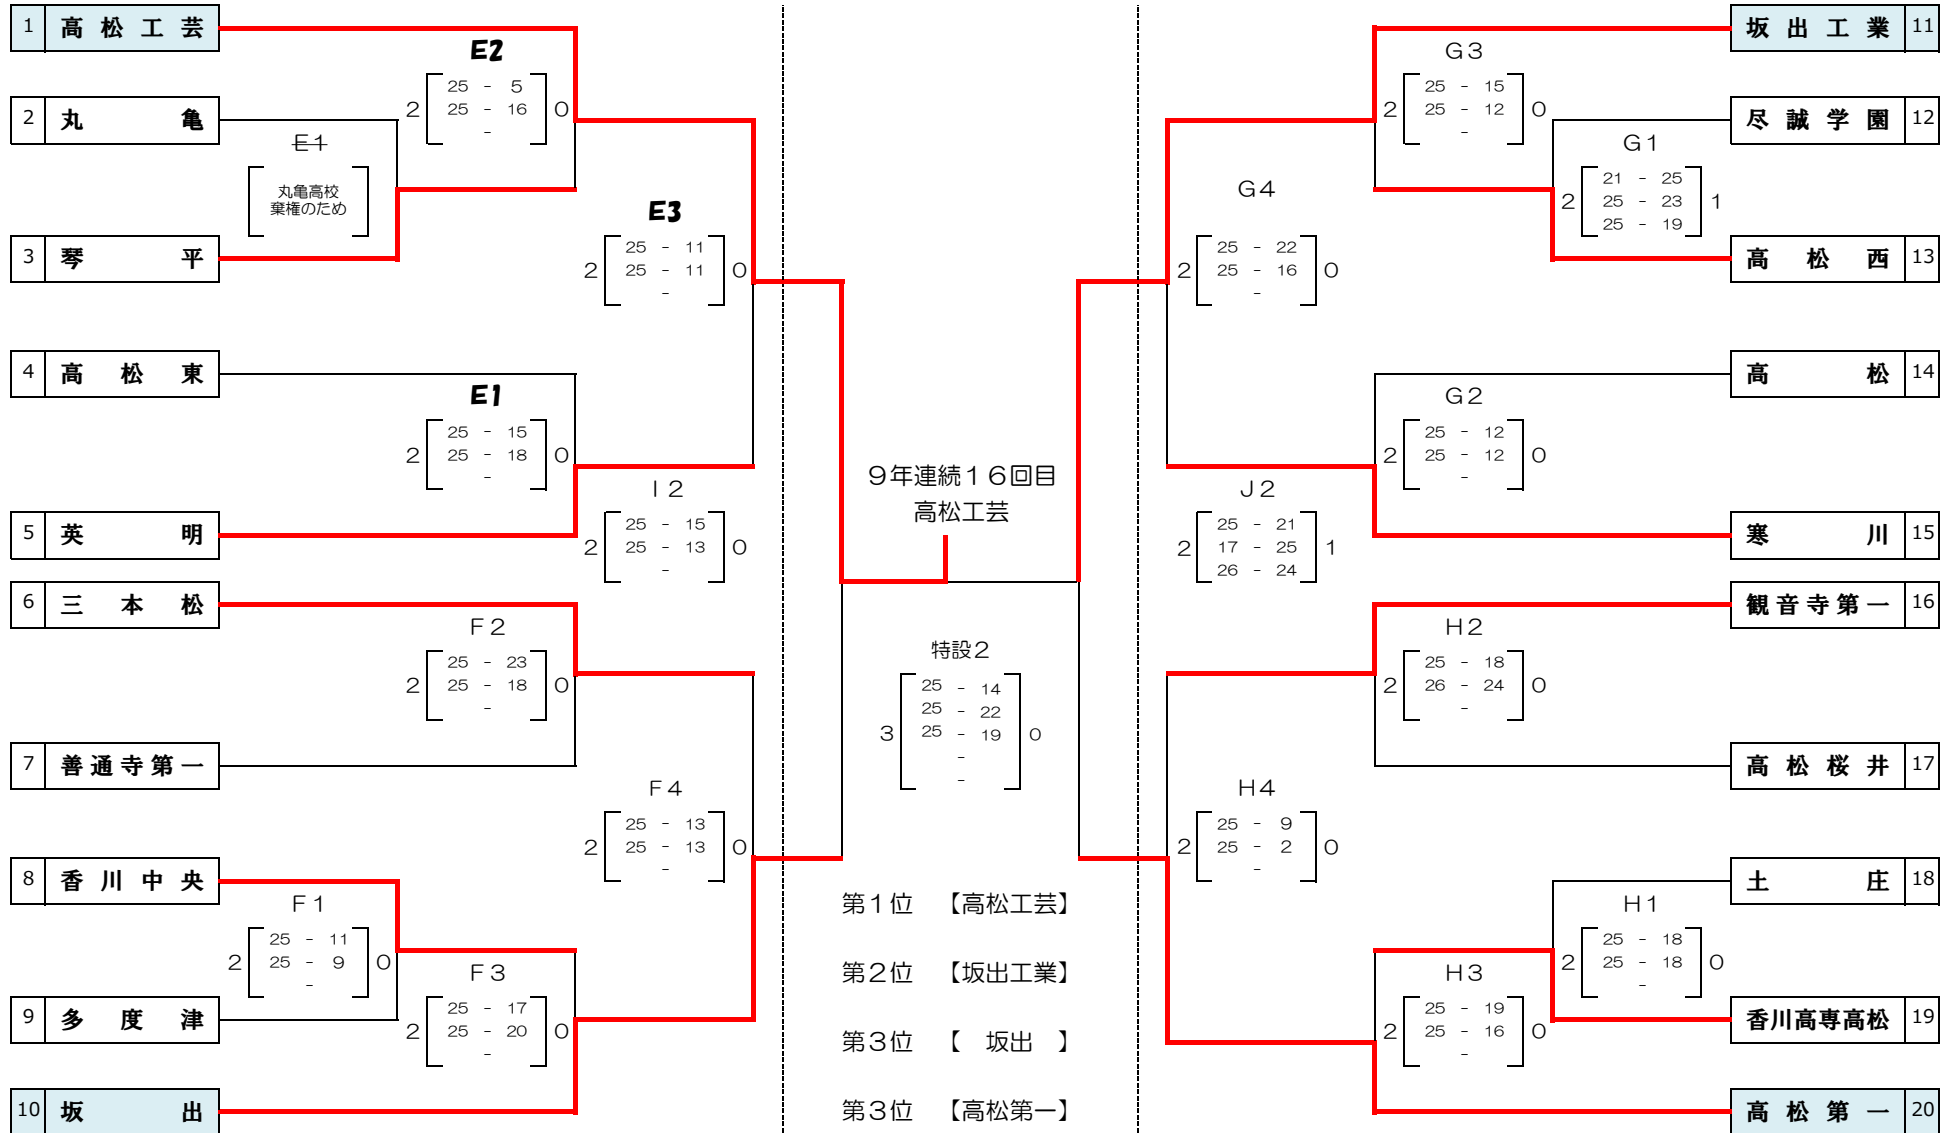 1 高松工芸
E2
2
25 - 5
25 - 16
-
0
2 丸亀
E1
丸亀高校
棄権のため
3 琴平
E3
2
25 - 11
25 - 11
-
0
4 高松東
E1
2
25 - 15
25 - 18
-
0
5 英明
I2
2
25 - 15
25 - 13
-
0
6 三本松
F2
2
25 - 23
25 - 18
-
0
7 善通寺第一
F4
2
25 - 13
25 - 13
-
0
8 香川中央
F1
2
25 - 11
25 - 9
-
0
9 多度津
F3
2
25 - 17
25 - 20
-
0
10 坂出
9年連続16回目
高松工芸
特設2
3
25 - 14
25 - 22
25 - 19
-
-
0
第1位 【高松工芸】
第2位 【坂出工業】
第3位 【 坂出 】
第3位 【高松第一】
坂出工業 11
G3
2
25 - 15
25 - 12
-
0
尽誠学園 12
G1
2
21 - 25
25 - 23
25 - 19
1
高松西 13
G4
2
25 - 22
25 - 16
-
0
高松 14
G2
2
25 - 12
25 - 12
-
0
寒川 15
J2
2
25 - 21
17 - 25
26 - 24
1
観音寺第一 16
H2
2
25 - 18
26 - 24
-
0
高松桜井 17
H4
2
25 - 9
25 - 2
-
0
土庄 18
H1
2
25 - 18
25 - 18
-
0
香川高専高松 19
H3
2
25 - 19
25 - 16
-
0
高松第一 20